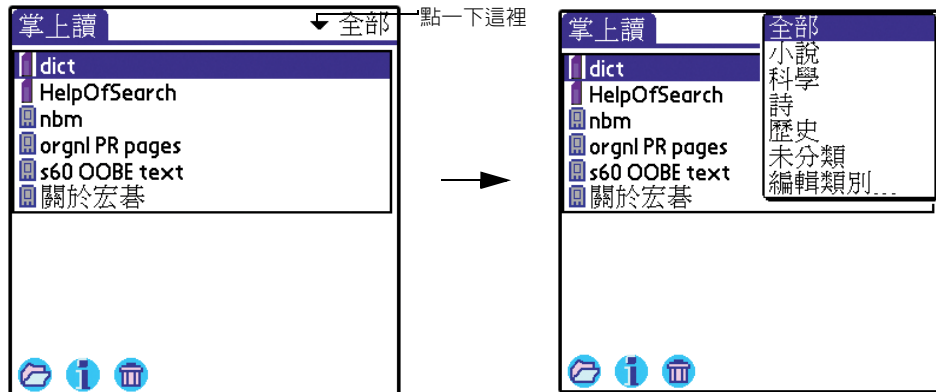 掌上讀
全部
點一下這裡
dict
HelpOfSearch
nbm
orgnl PR pages
s60 OOBE text
關於宏碁
掌上讀
全部
小說
科學
詩
歷史
未分類
編輯類別...
dict
HelpOfSearch
nbm
orgnl PR pages
s60 OOBE text
關於宏碁